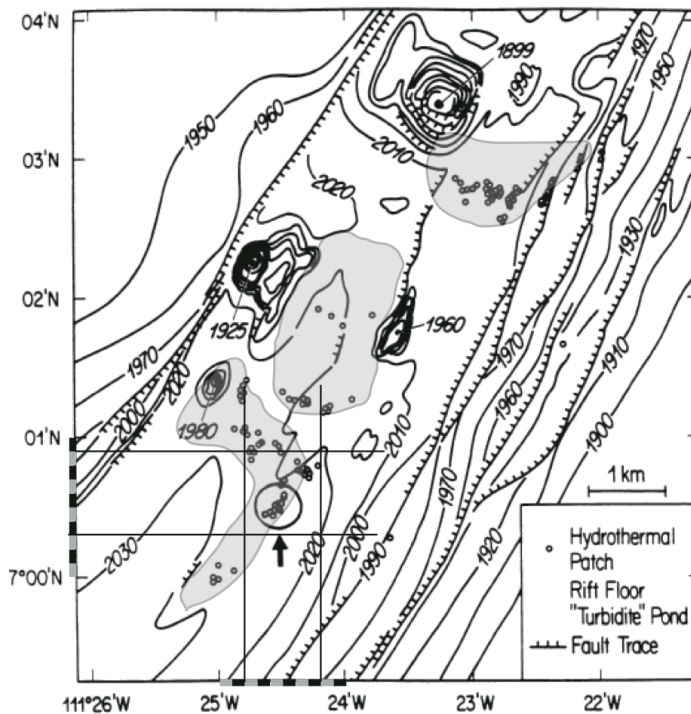 04'N
1899
1970
1950
1990
1950
1960
03'N
2010
2020
1930
02'N
1925
1960
1970
1910
1970
2000
2020
1980
1960
1900
01'N
2010
1970
1 km
2030
2020
2000
1990
1920
7°00'N
Hydrothermal
Patch
Rift Floor
"Turbidite" Pond
Fault Trace
111°26'W
25'W
24'W
23'W
22'W